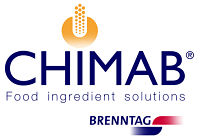 CHIMAB®
Food ingredient solutions
BRENNTAG